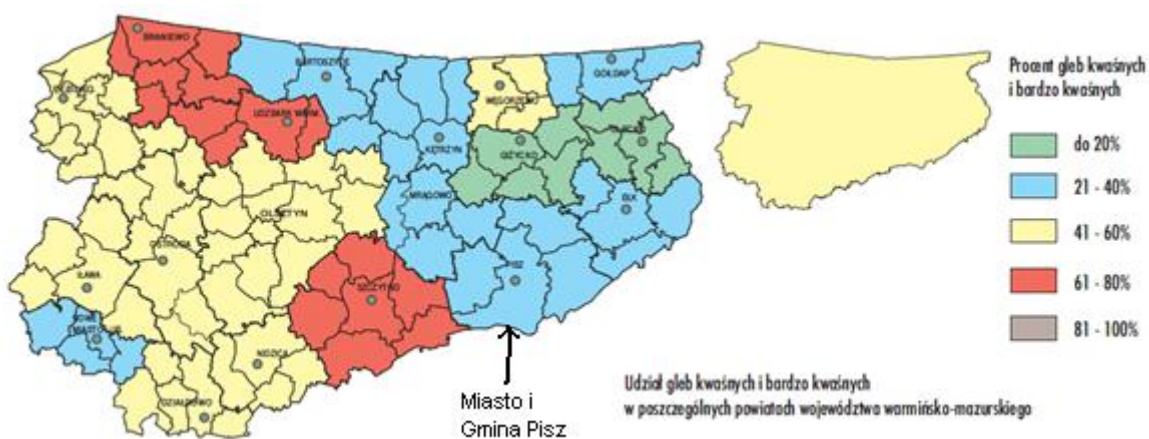 BRANIEWO
BARTOSZYCE
GOŁDAP
WĘGORZEWO
LIDZBARK WARM.
KĘTRZYN
GIŻYCKO
MRĄGOWO
EŁK
OLSZTYN
OSTRÓDA
PISZ
IŁAWA
SZCZYTNO
NOWE
MIASTO LUB.
NIDZICA
DZIAŁDOWO
Miasto i
Gmina Pisz
Procent gleb kwaśnych
i bardzo kwaśnych
do 20%
21 - 40%
41 - 60%
61 - 80%
81 - 100%
Udział gleb kwaśnych i bardzo kwaśnych
w poszczególnych powiatach województwa warmińsko-mazurskiego